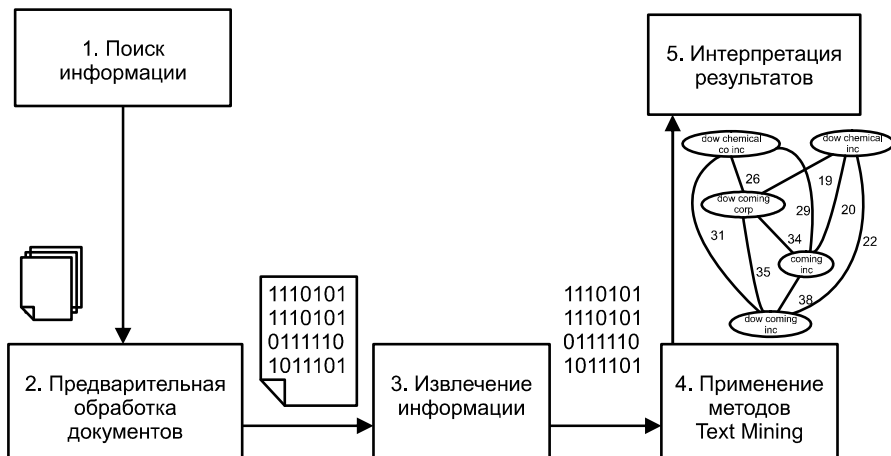 1. Поиск
информации
5. Интерпретация
результатов
dow chemical
co inc
dow chemical
inc
26
19
dow coming
corp
29
20
31
34
22
coming
inc
35
38
dow coming
inc
1110101
1110101
0111110
1011101
1110101
1110101
0111110
1011101
2. Предварительная
обработка
документов
3. Извлечение
информации
4. Применение
методов
Text Mining